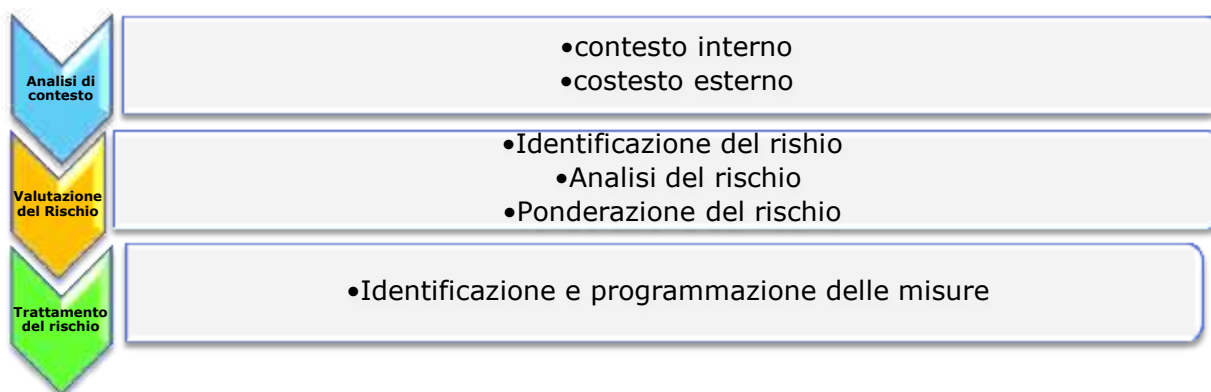 Analisi di
contesto
•contesto interno
•costesto esterno
Valutazione
del Rischio
•Identificazione del rishio
•Analisi del rischio
•Ponderazione del rischio
Trattamento
del rischio
•Identificazione e programmazione delle misure